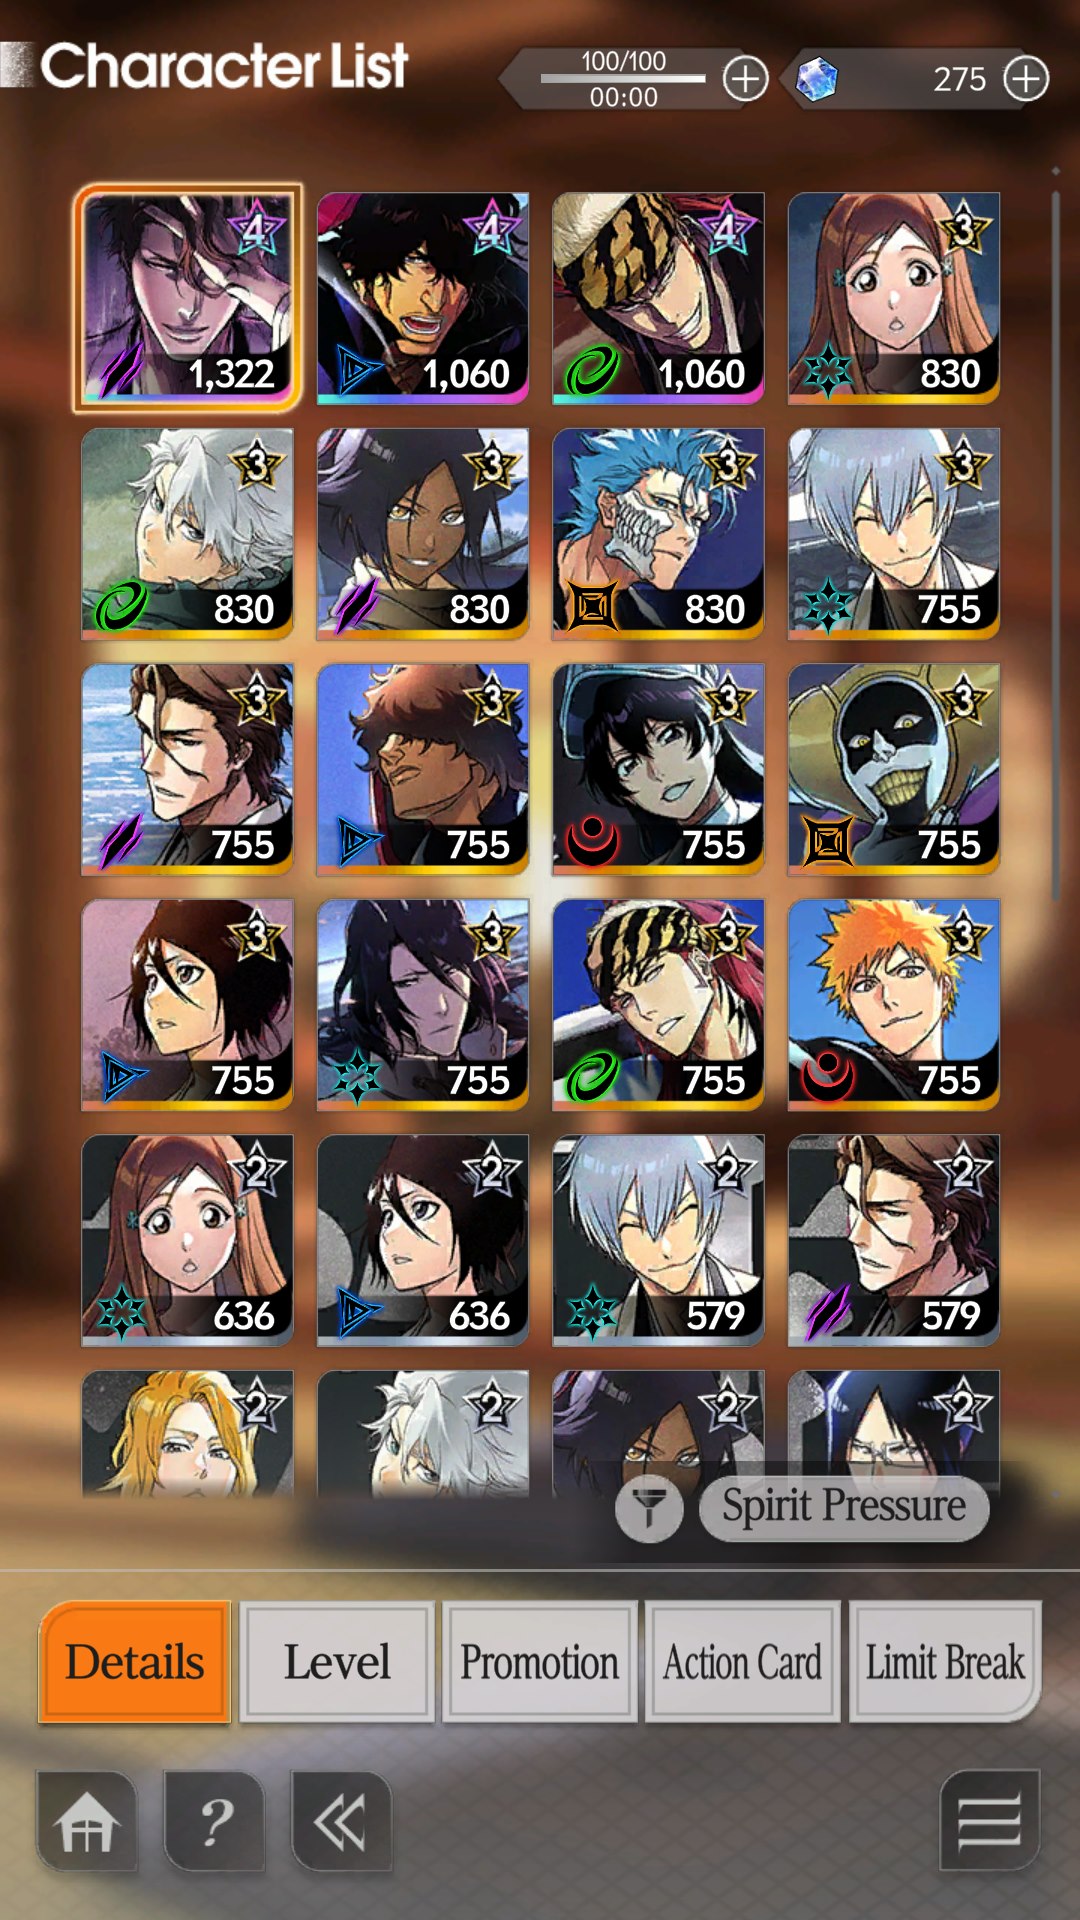 Character List
100/100
00:00
275
4 4 4 3
1,322 1,060 1,060 830
3 3 3 3
830 830 830 755
3 3 3 3
755 755 755 755
3 3 3 3
755 755 755 755
2 2 2 2
636 636 579 579
2 2 2 2
Spirit Pressure
Details Level Promotion Action Card Limit Break
?